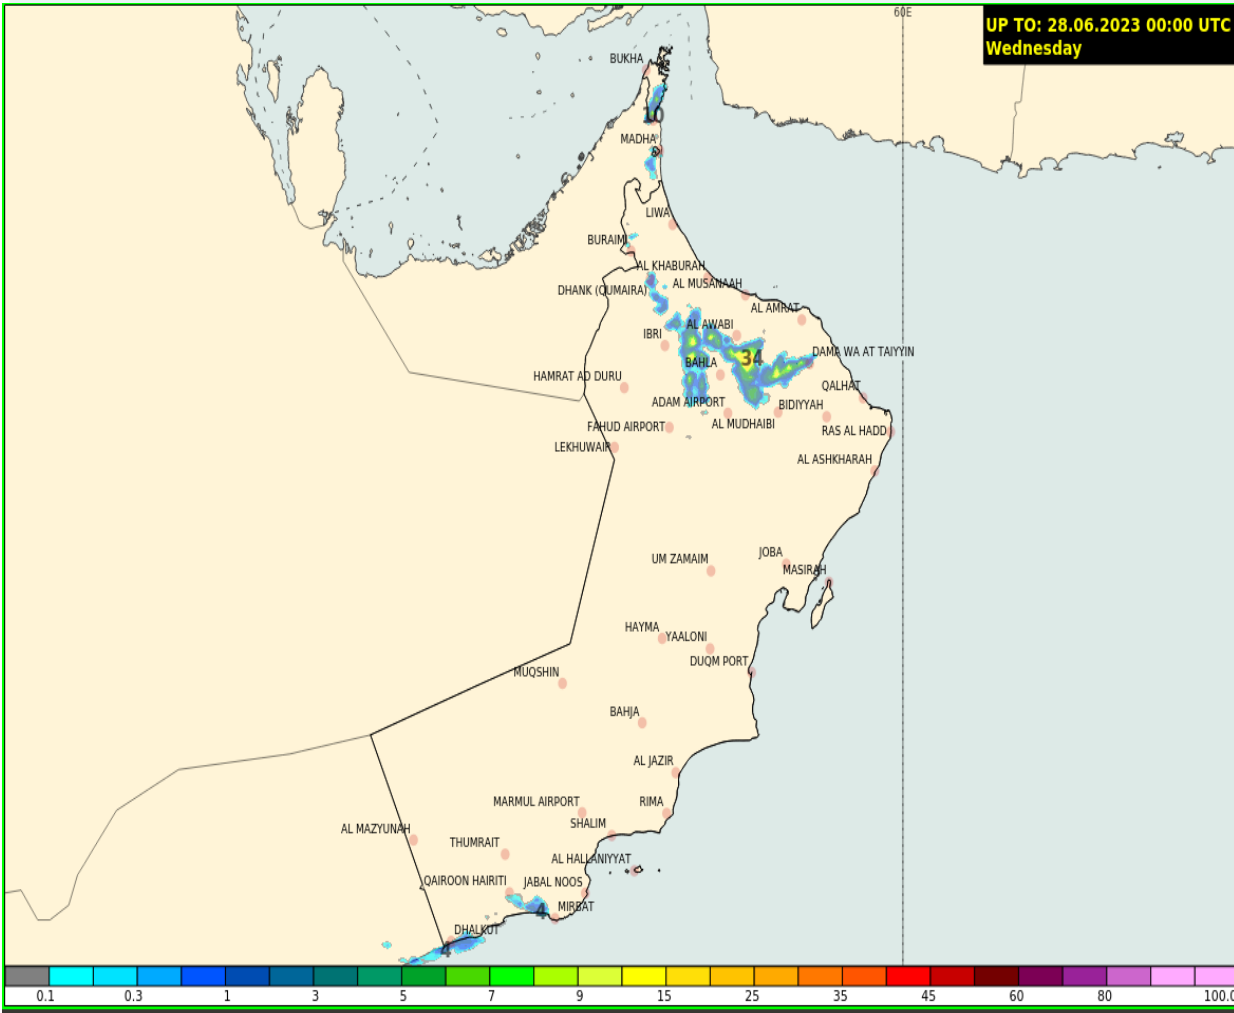 60E
UP TO: 28.06.2023 00:00 UTC
Wednesday
BUKHA
10
MADHA
LIWA
BURAIMI
AL KHABURAH
AL MUSANAAH
DHANK (QUMAIRA)
AL AMRAT
AL AWABI
IBRI
DAMA WA AT TAIYYIN
34
BAHLA
HAMRAT AD DURU
QALHAT
ADAM AIRPORT
BIDIYYAH
AL MUDHAIBI
FAHUD AIRPORT
RAS AL HADD
LEKHUWAIR
AL ASHKHARAH
JOBA
UM ZAMAIM
MASIRAH
HAYMA
YAALONI
DUQM PORT
MUQSHIN
BAHJA
AL JAZIR
MARMUL AIRPORT
RIMA
SHALIM
AL MAZYUNAH
THUMRAIT
AL HALLANIYYAT
QAIROON HAIRITI
JABAL NOOS
4
MIRBAT
DHALKUT
4
0.1 0.3 1 3 5 7 9 15 25 35 45 60 80 100.0